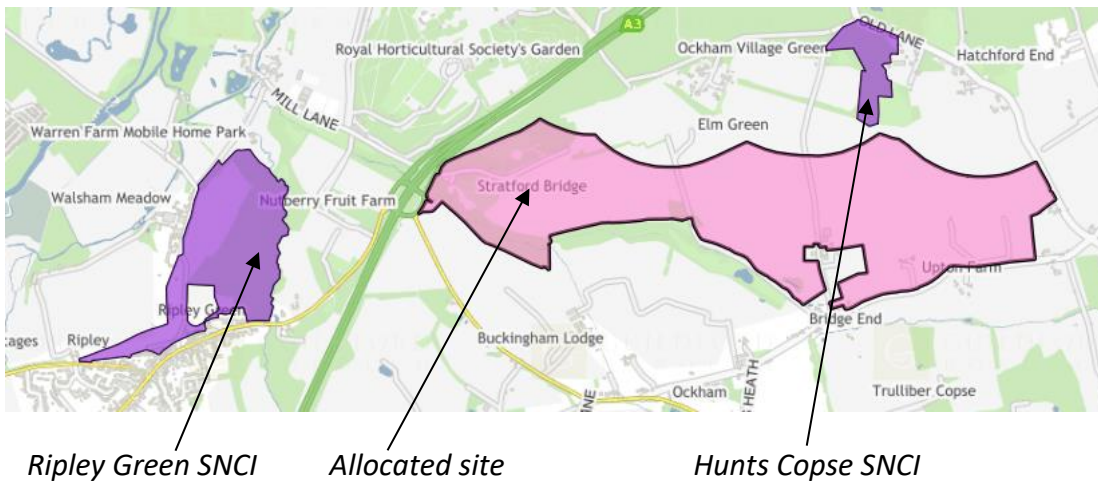 A3
OLD LANE
Royal Horticultural Society's Garden
Ockham Village Green
Hatchford End
MILL LANE
Warren Farm Mobile Home Park
Elm Green
Walsham Meadow
Nutberry Fruit Farm
Stratford Bridge
Upton Farm
Ripley Green
Bridge End
Ripley
Buckingham Lodge
Ockham
Trulliber Copse
Ripley Green SNCI
Allocated site
Hunts Copse SNCI